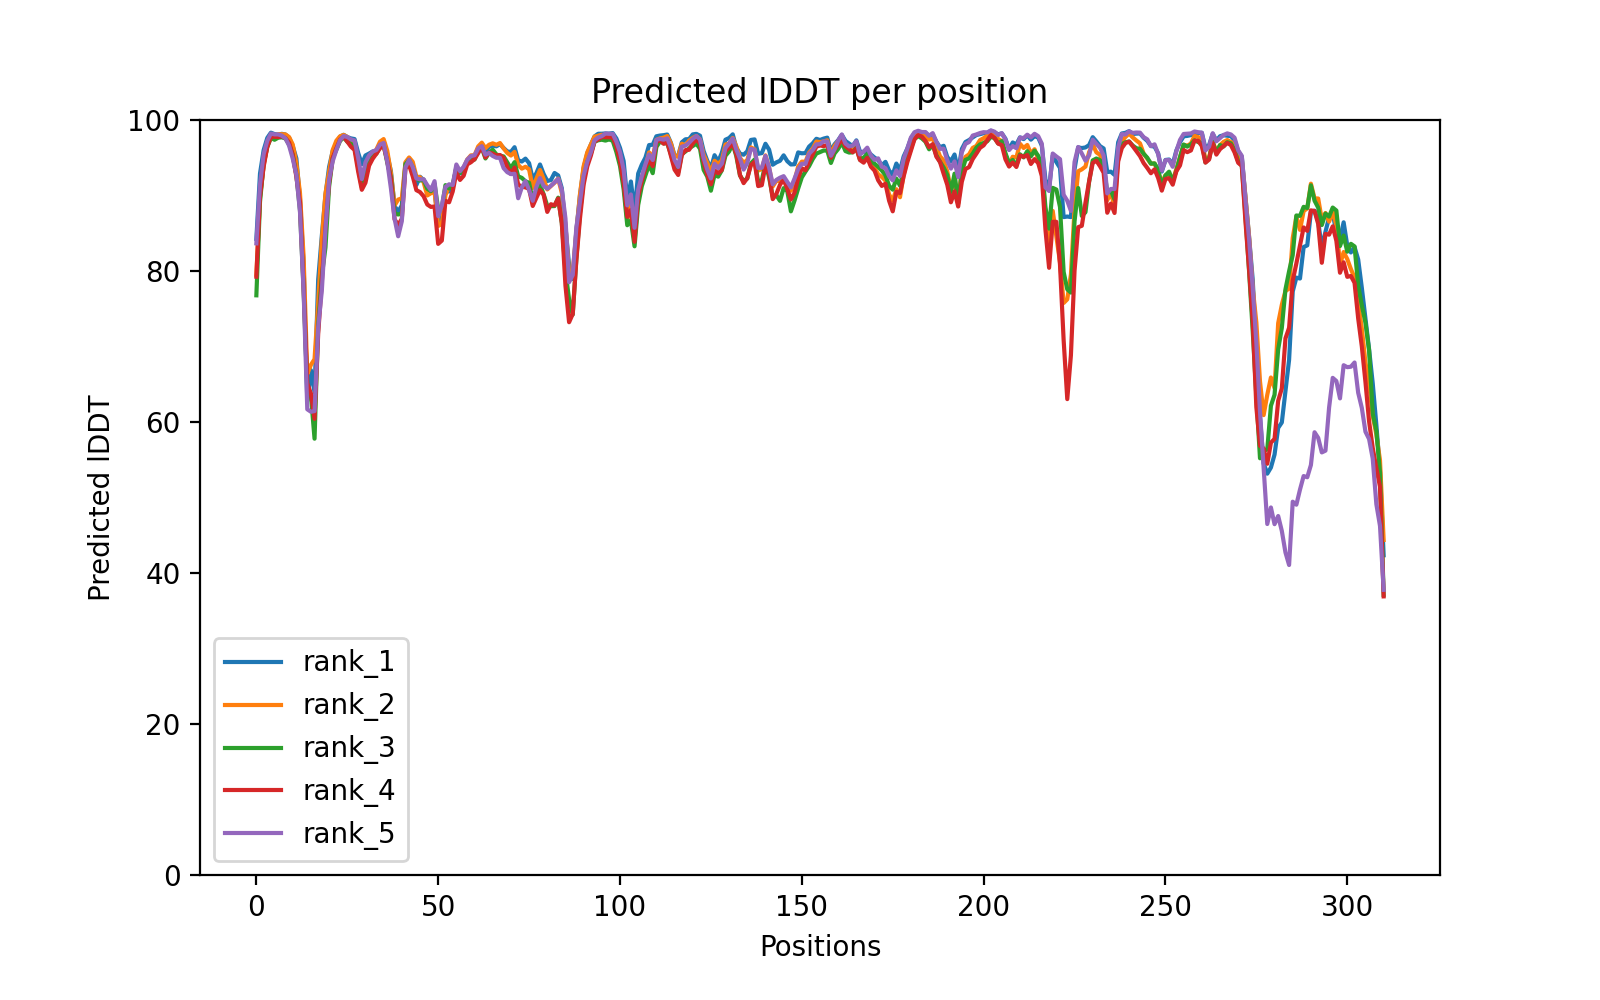 Predicted lDDT per position
100
80
60
40
20
0
Predicted lDDT
rank_1
rank_2
rank_3
rank_4
rank_5
0 50 100 150 200 250 300
Positions